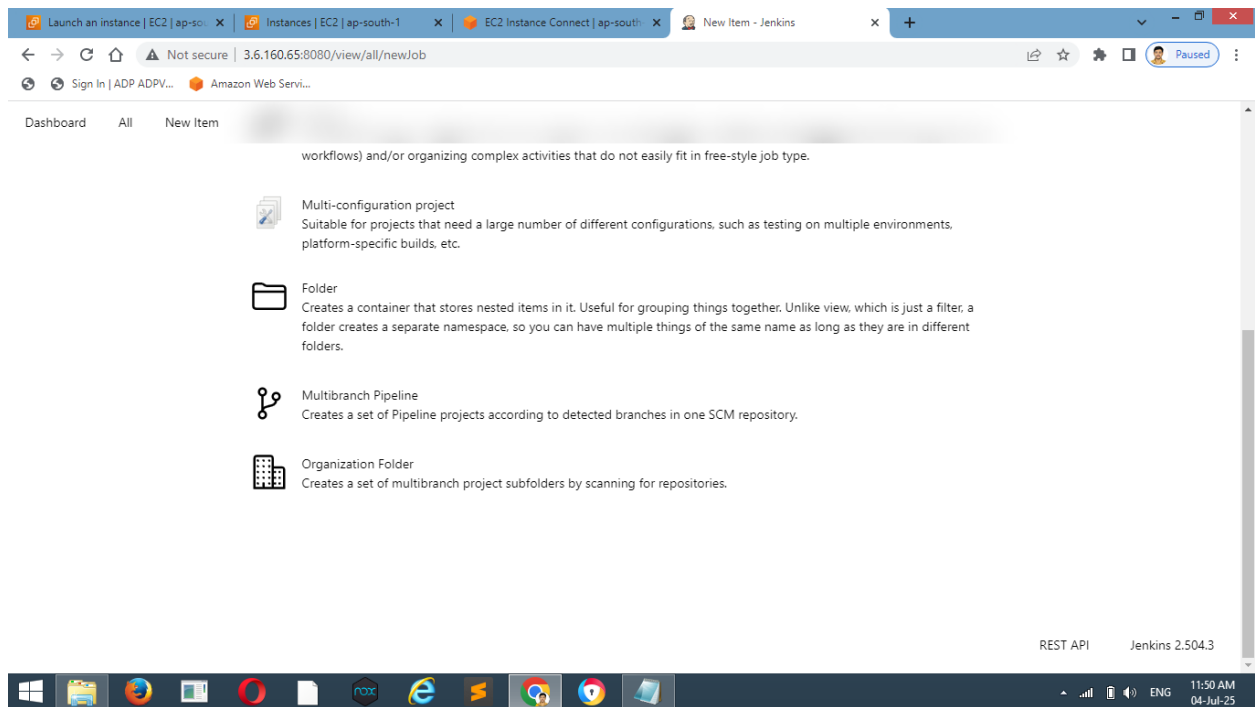 Launch an instance | EC2 | ap-sou
Instances | EC2 | ap-south-1
EC2 Instance Connect | ap-south-
New Item - Jenkins
Not secure
3.6.160.65:8080/view/all/newJob
Paused
Sign In | ADP ADPV...
Amazon Web Servi...
Dashboard
All
New Item
workflows) and/or organizing complex activities that do not easily fit in free-style job type.
Multi-configuration project
Suitable for projects that need a large number of different configurations, such as testing on multiple environments,
platform-specific builds, etc.
Folder
Creates a container that stores nested items in it. Useful for grouping things together. Unlike view, which is just a filter, a
folder creates a separate namespace, so you can have multiple things of the same name as long as they are in different
folders.
Multibranch Pipeline
Creates a set of Pipeline projects according to detected branches in one SCM repository.
Organization Folder
Creates a set of multibranch project subfolders by scanning for repositories.
REST API
Jenkins 2.504.3
nox
ENG
11:50 AM
04-Jul-25